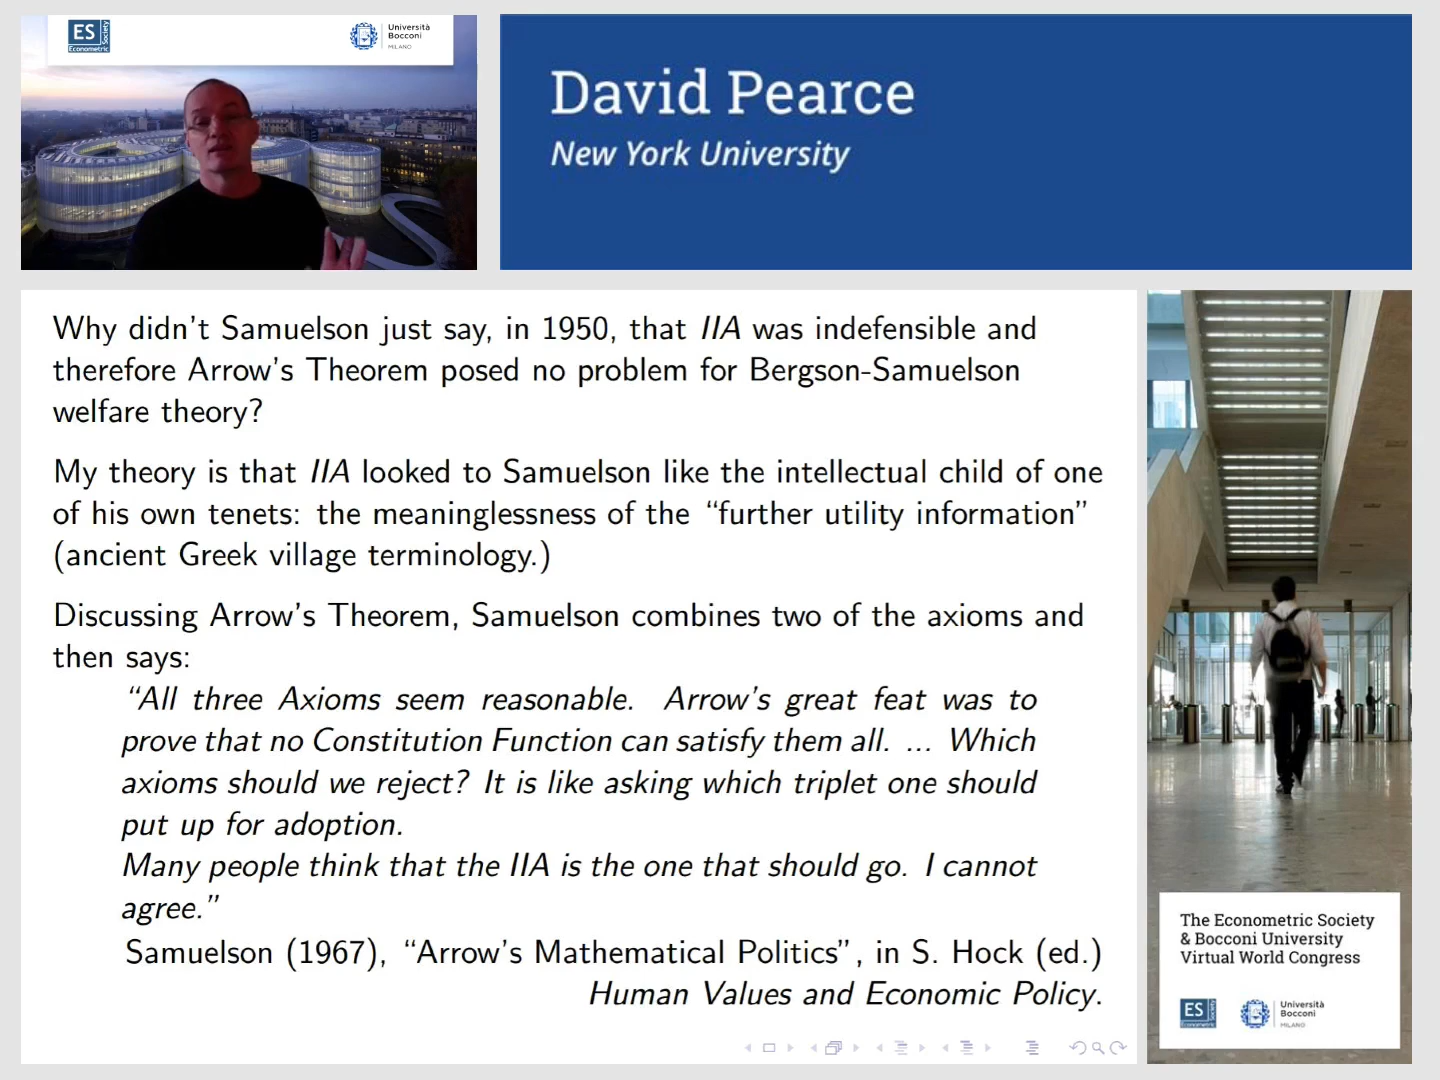 ES
Econometric
Society
Università
Bocconi
MILANO
David Pearce
New York University
Why didn't Samuelson just say, in 1950, that IIA was indefensible and
therefore Arrow's Theorem posed no problem for Bergson-Samuelson
welfare theory?
My theory is that IIA looked to Samuelson like the intellectual child of one
of his own tenets: the meaninglessness of the “further utility information”
(ancient Greek village terminology.)
Discussing Arrow's Theorem, Samuelson combines two of the axioms and
then says:
“All three Axioms seem reasonable. Arrow's great feat was to
prove that no Constitution Function can satisfy them all. ... Which
axioms should we reject? It is like asking which triplet one should
put up for adoption.
Many people think that the IIA is the one that should go. I cannot
agree.”
Samuelson (1967), “Arrow's Mathematical Politics”, in S. Hock (ed.)
Human Values and Economic Policy.
The Econometric Society
& Bocconi University
Virtual World Congress
ES
Econometric
Society
Università
Bocconi
MILANO